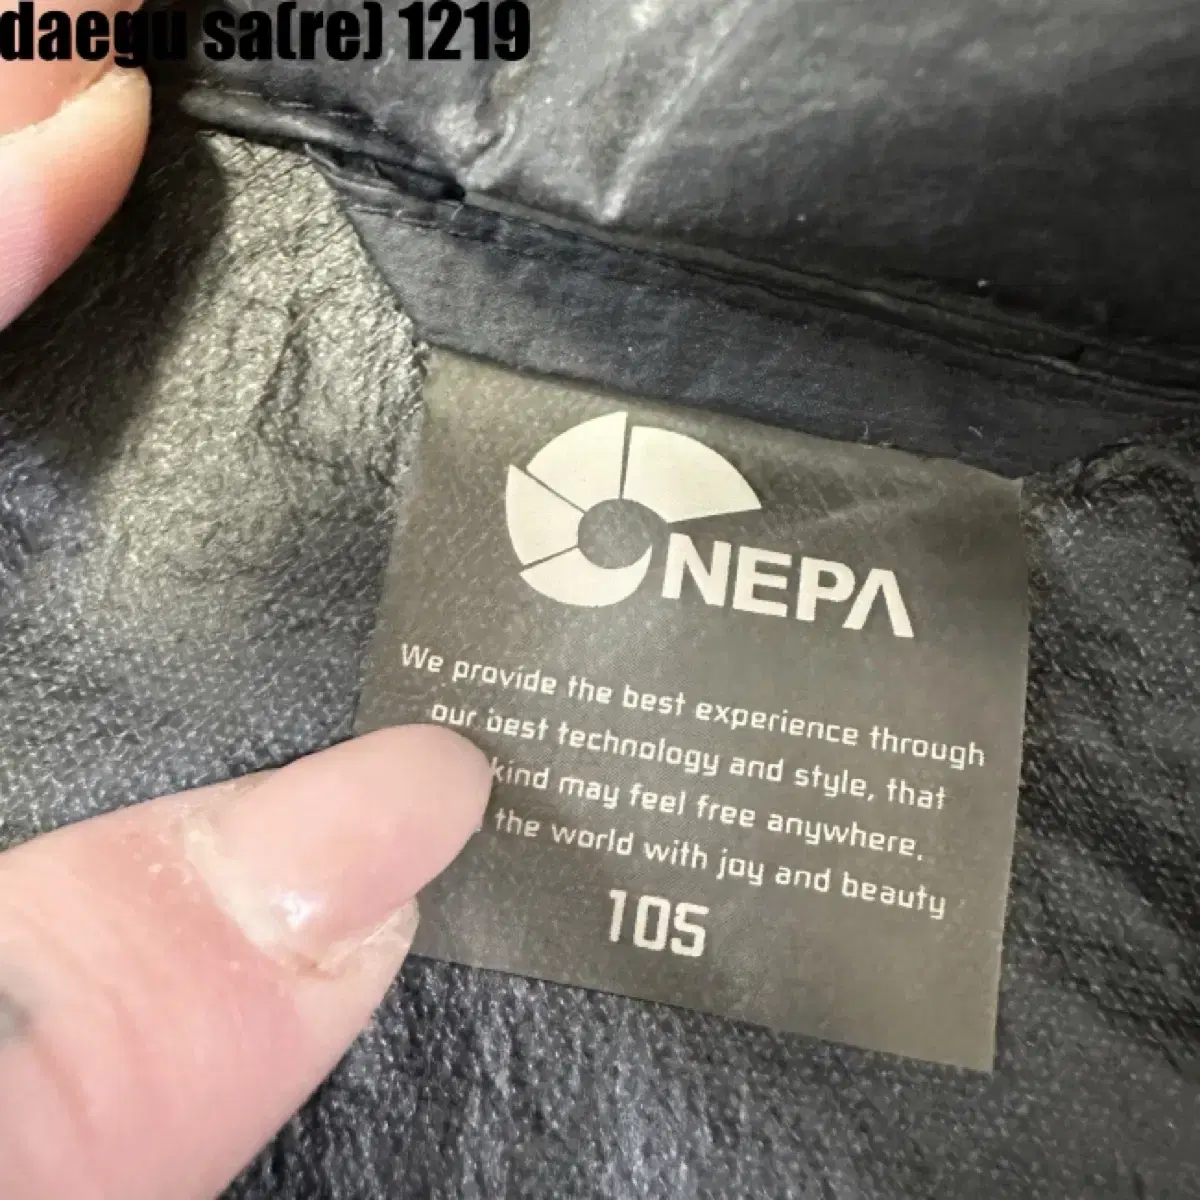 daegu sa(re) 1219
NEPA
We provide the best experience through
our best technology and style, that
kind may feel free anywhere.
the world with joy and beauty
105